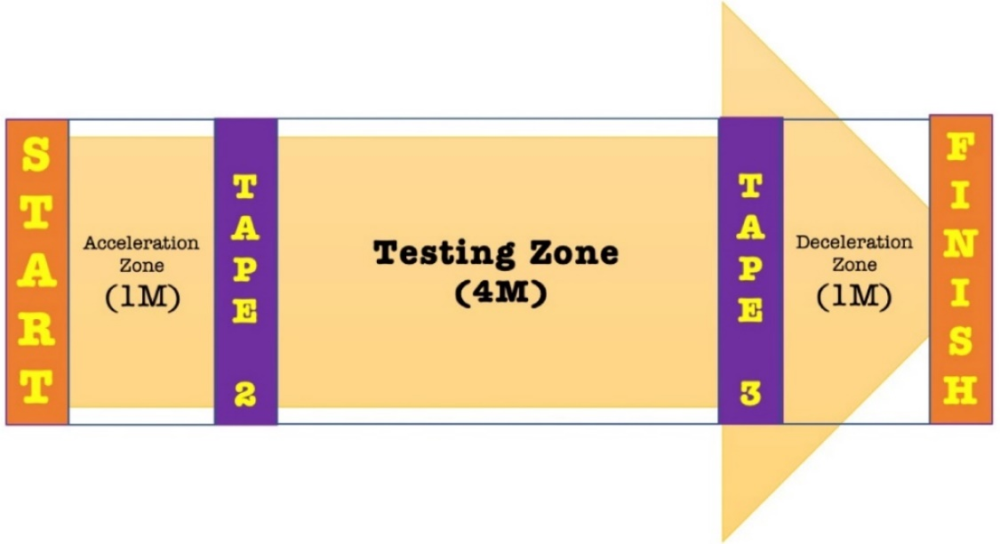 START
Acceleration
Zone
(1M)
TAPE 2
Testing Zone
(4M)
TAPE 3
Deceleration
Zone
(1M)
FINISH